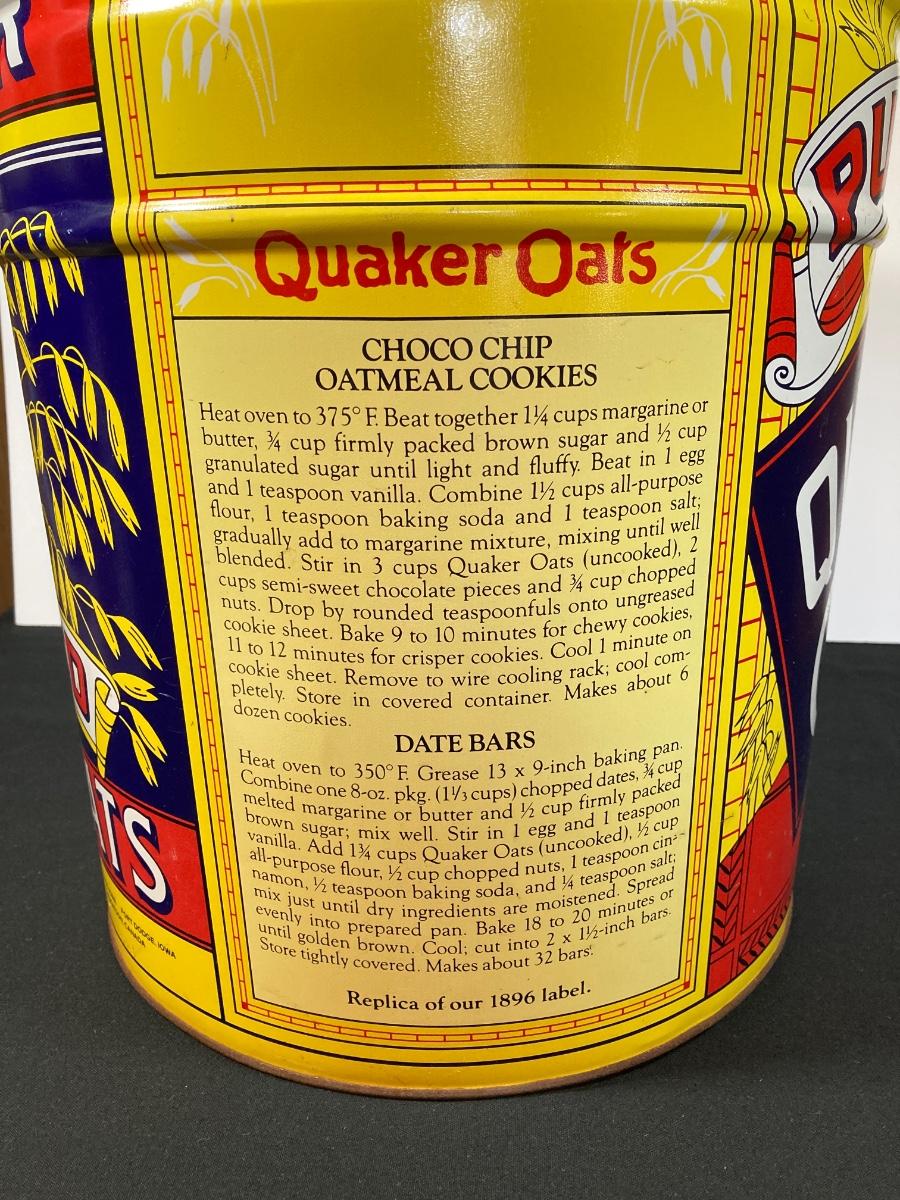 Quaker Oats
CHOCO CHIP
OATMEAL COOKIES
Heat oven to 375° F. Beat together 1¼ cups margarine or
butter, ¾ cup firmly packed brown sugar and ½ cup
granulated sugar until light and fluffy. Beat in 1 egg
and 1 teaspoon vanilla. Combine 1½ cups all-purpose
flour, 1 teaspoon baking soda and 1 teaspoon salt;
gradually add to margarine mixture, mixing until well
blended. Stir in 3 cups Quaker Oats (uncooked), 2
cups semi-sweet chocolate pieces and ¾ cup chopped
nuts. Drop by rounded teaspoonfuls onto ungreased
cookie sheet. Bake 9 to 10 minutes for chewy cookies,
11 to 12 minutes for crisper cookies. Cool 1 minute on
cookie sheet. Remove to wire cooling rack; cool com-
pletely. Store in covered container. Makes about 6
dozen cookies.
DATE BARS
Heat oven to 350° F. Grease 13 x 9-inch baking pan.
Combine one 8-oz. pkg. (1⅓ cups) chopped dates, ¾ cup
melted margarine or butter and ½ cup firmly packed
brown sugar; mix well. Stir in 1 egg and 1 teaspoon
vanilla. Add 1¾ cups Quaker Oats (uncooked), ½ cup
all-purpose flour, ½ cup chopped nuts, 1 teaspoon cin-
namon, ½ teaspoon baking soda, and ¼ teaspoon salt;
mix just until dry ingredients are moistened. Spread
evenly into prepared pan. Bake 18 to 20 minutes or
until golden brown. Cool; cut into 2 x 1½-inch bars.
Store tightly covered. Makes about 32 bars.
Replica of our 1896 label.
PU
Q
ATS
FORT DODGE, IOWA
CANADA